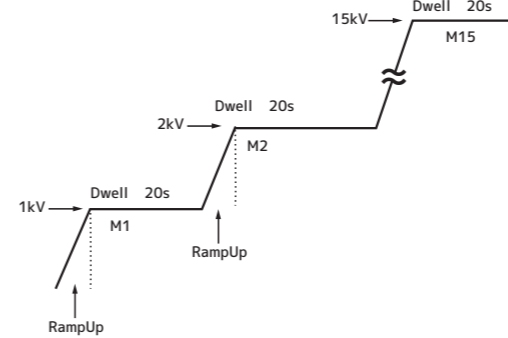 Dwell 20s
15kV
M15
Dwell 20s
2kV
M2
Dwell 20s
1kV
M1
RampUp
RampUp